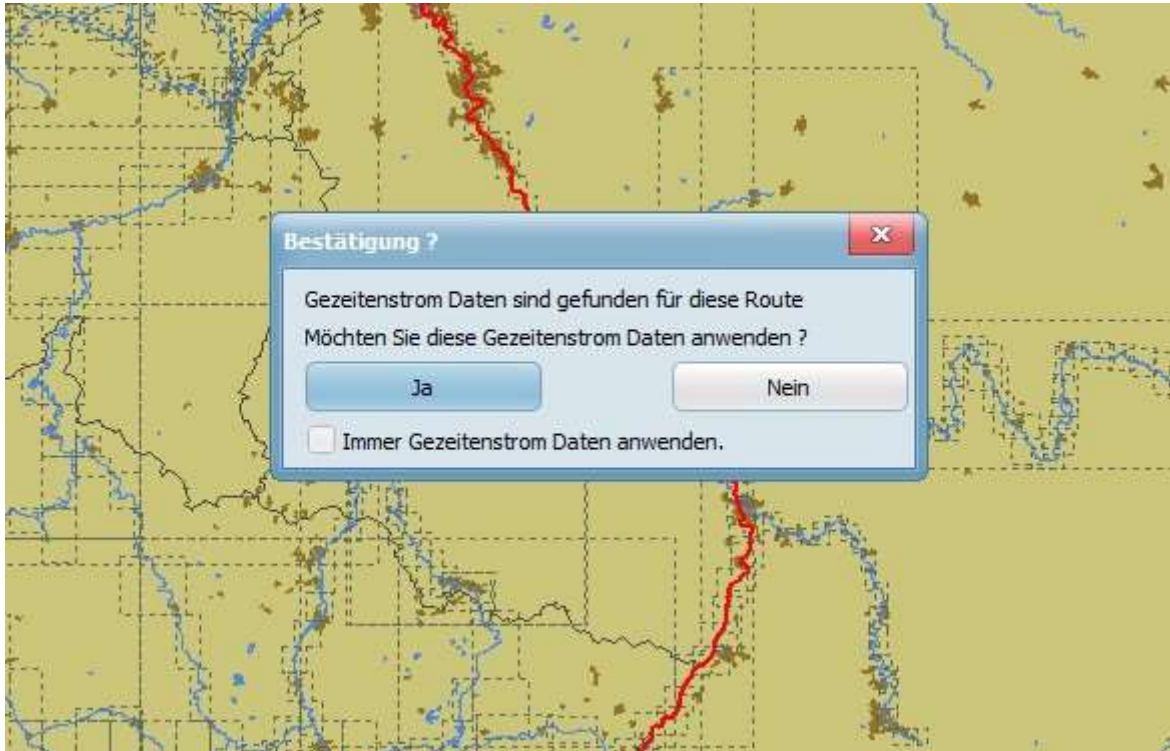 Bestätigung ?
Gezeitenstrom Daten sind gefunden für diese Route
Möchten Sie diese Gezeitenstrom Daten anwenden ?
Ja
Nein
Immer Gezeitenstrom Daten anwenden.